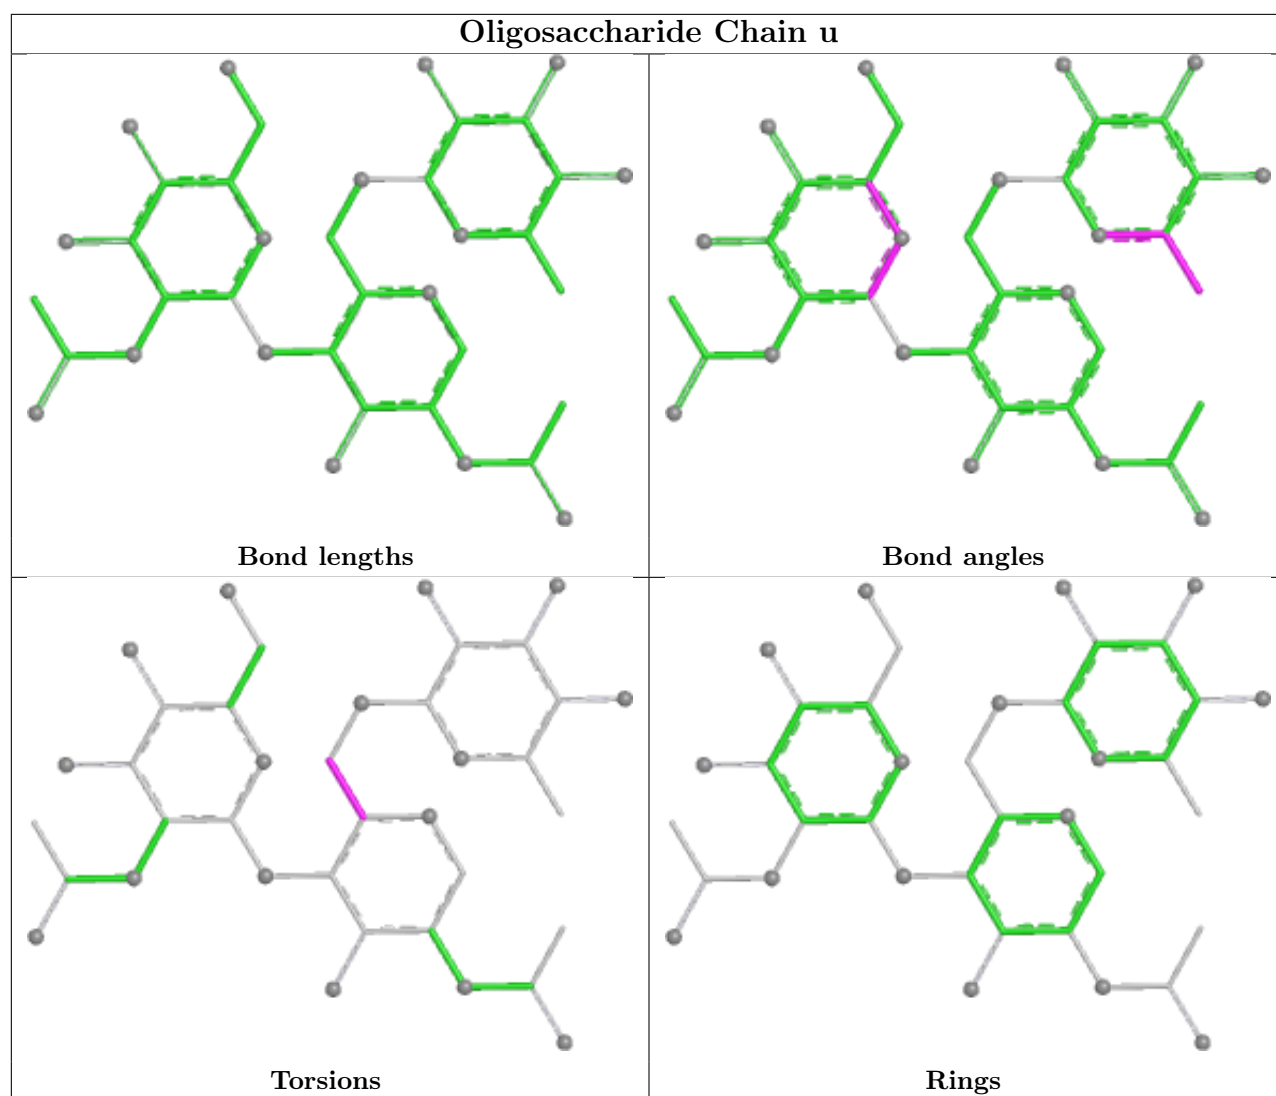 Oligosaccharide Chain u
Bond lengths
Bond angles
Torsions
Rings